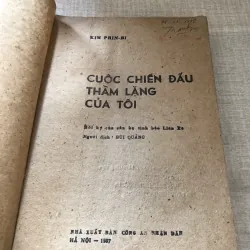 KIM PHIN-BI
CUỘC CHIẾN ĐẤU
THẦM LẶNG
CỦA TÔI
Hồi ký của cán bộ tình báo Liên Xô
Người dịch : BÙI QUẢNG
NHÀ XUẤT BẢN CÔNG AN NHÂN DÂN
HÀ NỘI - 1987